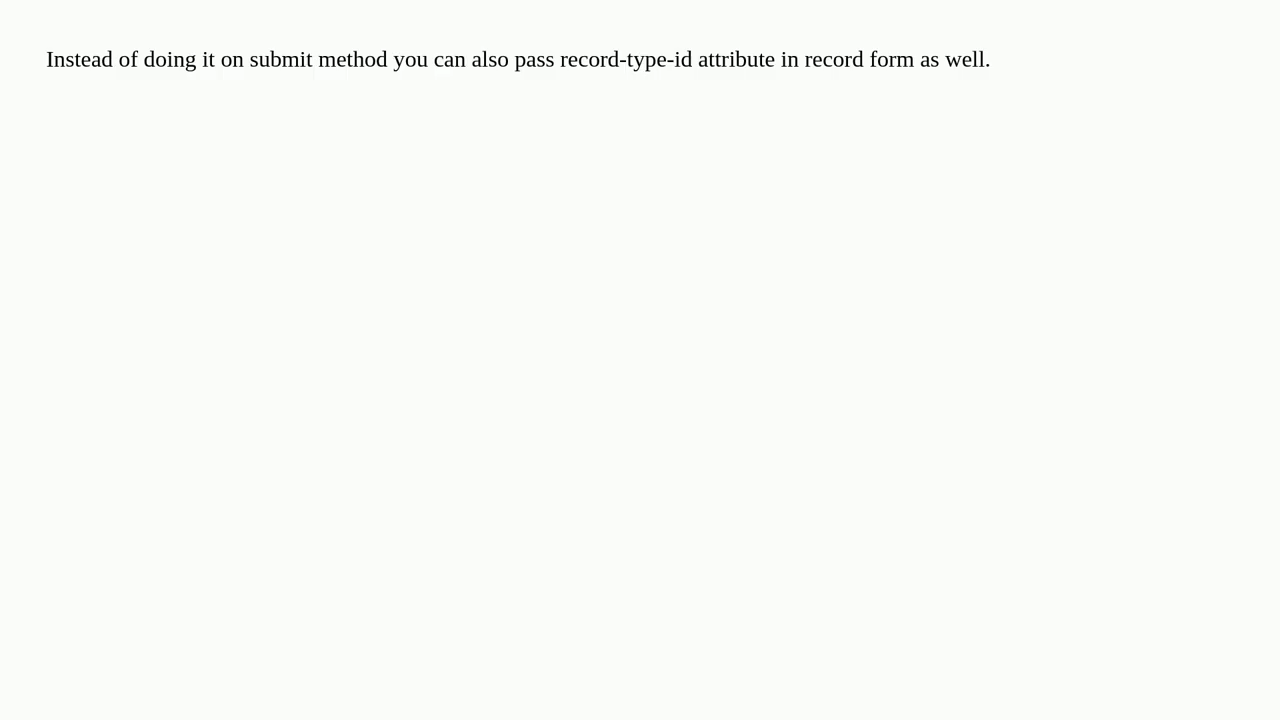 Instead of doing it on submit method you can also pass record-type-id attribute in record form as well.